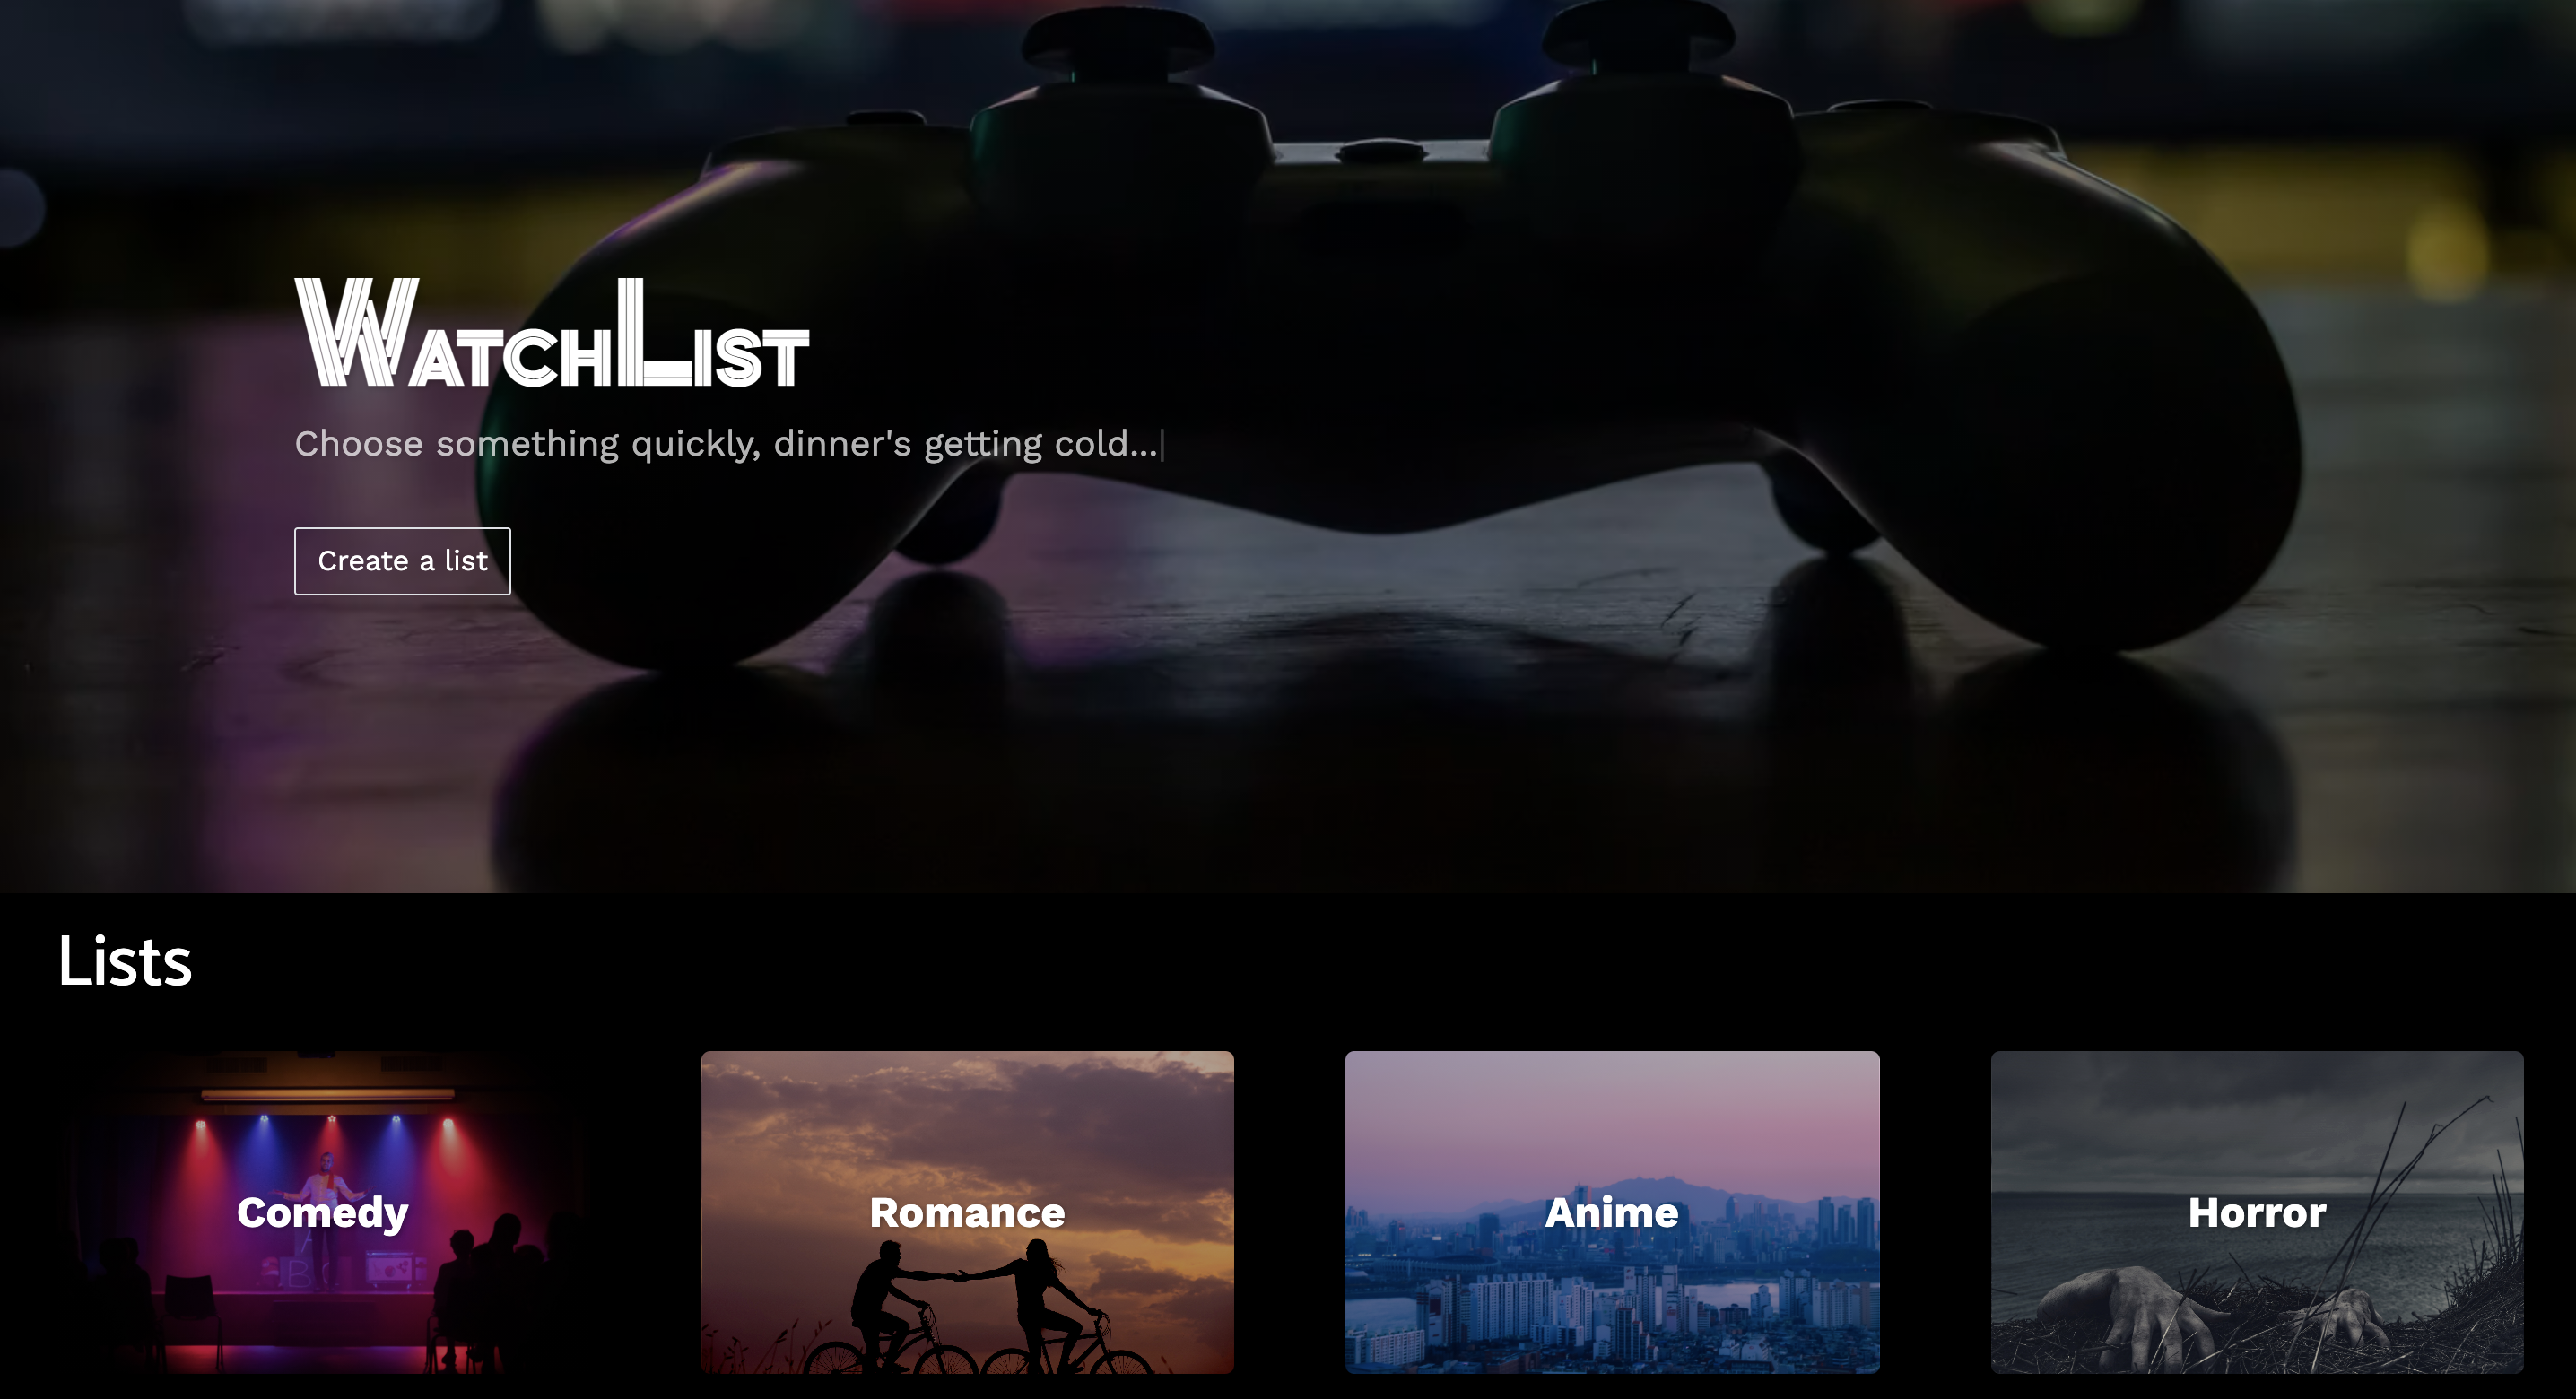 WatchList
Choose something quickly, dinner's getting cold...
Create a list
Lists
Comedy
Romance
Anime
Horror